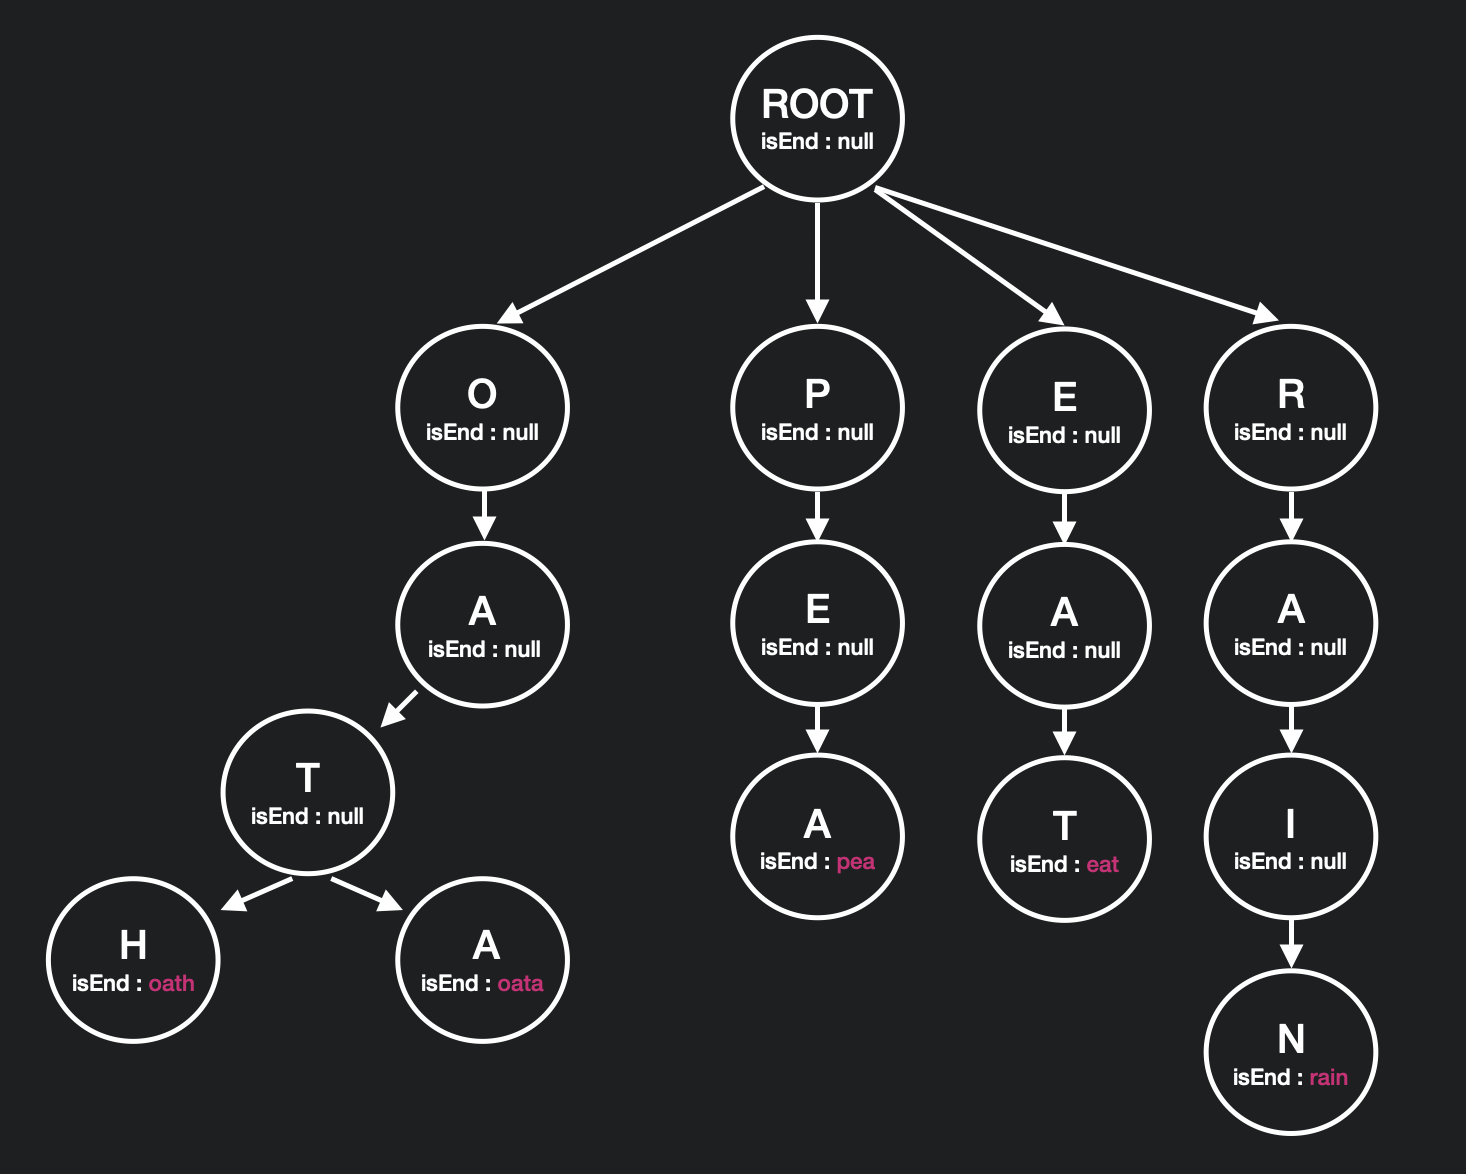 ROOT
isEnd : null
O
isEnd : null
P
isEnd : null
E
isEnd : null
R
isEnd : null
A
isEnd : null
E
isEnd : null
A
isEnd : null
A
isEnd : null
T
isEnd : null
A
isEnd : pea
T
isEnd : eat
I
isEnd : null
H
isEnd : oath
A
isEnd : oata
N
isEnd : rain